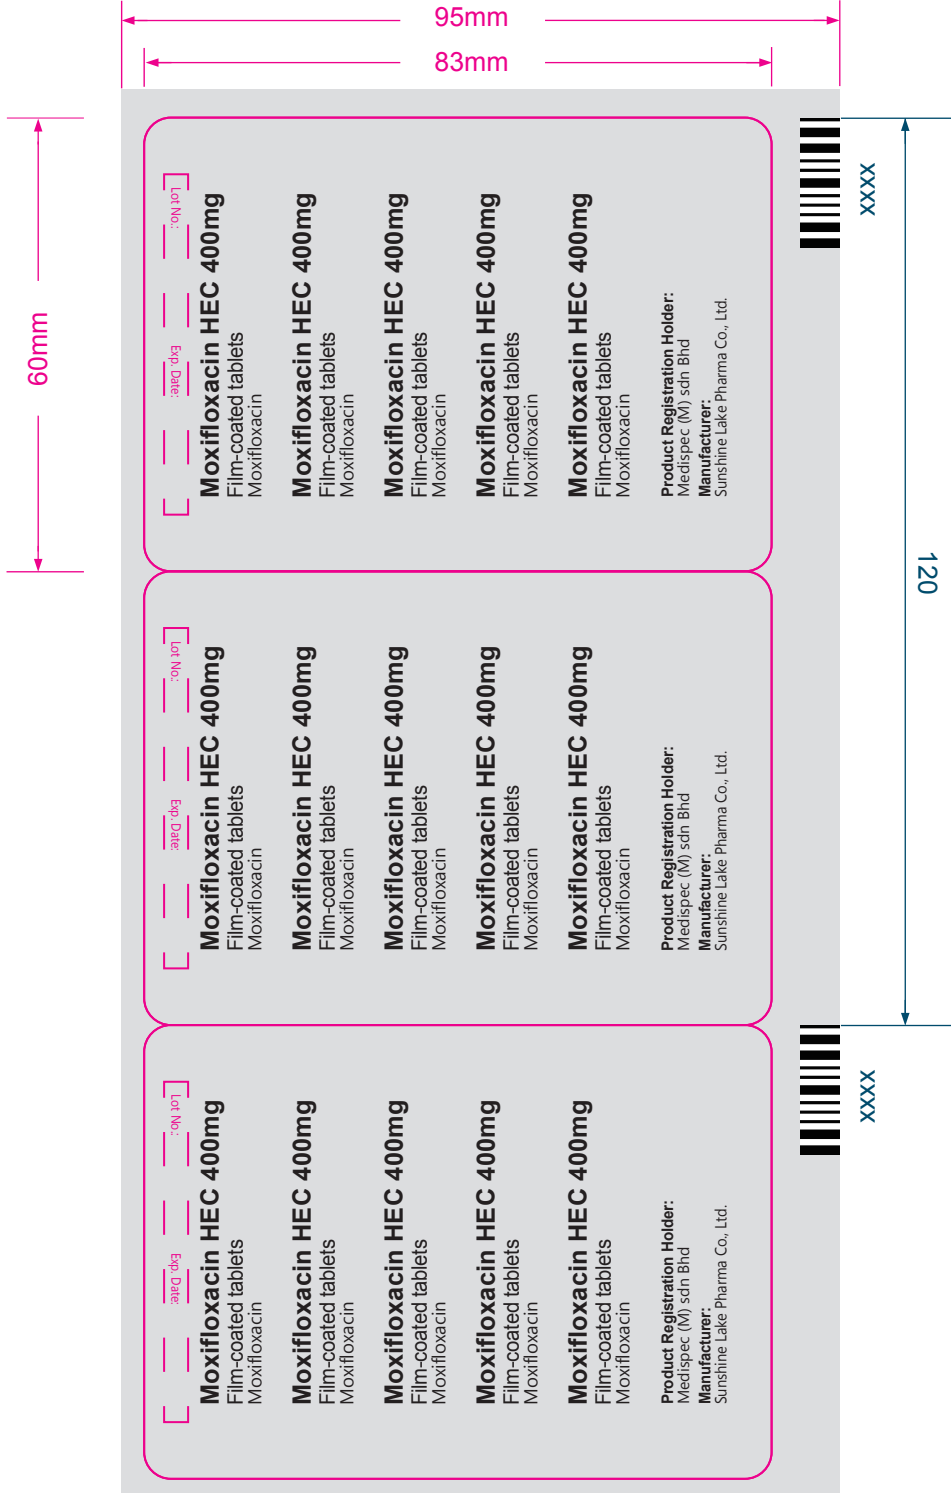 95mm
83mm
60mm
120
xxxx
xxxx
Lot No.:
Exp. Date:
Moxifloxacin HEC 400mg
Film-coated tablets
Moxifloxacin
Moxifloxacin HEC 400mg
Film-coated tablets
Moxifloxacin
Moxifloxacin HEC 400mg
Film-coated tablets
Moxifloxacin
Moxifloxacin HEC 400mg
Film-coated tablets
Moxifloxacin
Moxifloxacin HEC 400mg
Film-coated tablets
Moxifloxacin
Product Registration Holder:
Medispec (M) sdn Bhd
Manufacturer:
Sunshine Lake Pharma Co., Ltd.
Lot No.:
Exp. Date:
Moxifloxacin HEC 400mg
Film-coated tablets
Moxifloxacin
Moxifloxacin HEC 400mg
Film-coated tablets
Moxifloxacin
Moxifloxacin HEC 400mg
Film-coated tablets
Moxifloxacin
Moxifloxacin HEC 400mg
Film-coated tablets
Moxifloxacin
Moxifloxacin HEC 400mg
Film-coated tablets
Moxifloxacin
Product Registration Holder:
Medispec (M) sdn Bhd
Manufacturer:
Sunshine Lake Pharma Co., Ltd.
Lot No.:
Exp. Date:
Moxifloxacin HEC 400mg
Film-coated tablets
Moxifloxacin
Moxifloxacin HEC 400mg
Film-coated tablets
Moxifloxacin
Moxifloxacin HEC 400mg
Film-coated tablets
Moxifloxacin
Moxifloxacin HEC 400mg
Film-coated tablets
Moxifloxacin
Moxifloxacin HEC 400mg
Film-coated tablets
Moxifloxacin
Product Registration Holder:
Medispec (M) sdn Bhd
Manufacturer:
Sunshine Lake Pharma Co., Ltd.